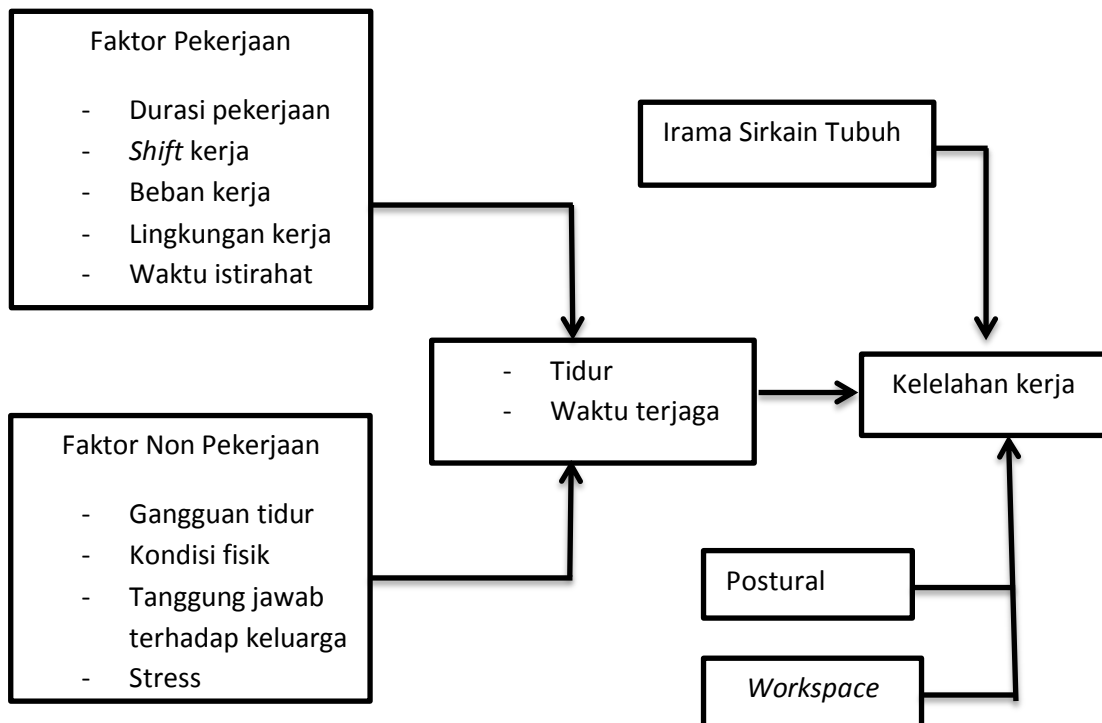 Faktor Pekerjaan
- Durasi pekerjaan
- Shift kerja
- Beban kerja
- Lingkungan kerja
- Waktu istirahat
Irama Sirkain Tubuh
- Tidur
- Waktu terjaga
Kelelahan kerja
Faktor Non Pekerjaan
- Gangguan tidur
- Kondisi fisik
- Tanggung jawab
terhadap keluarga
- Stress
Postural
Workspace